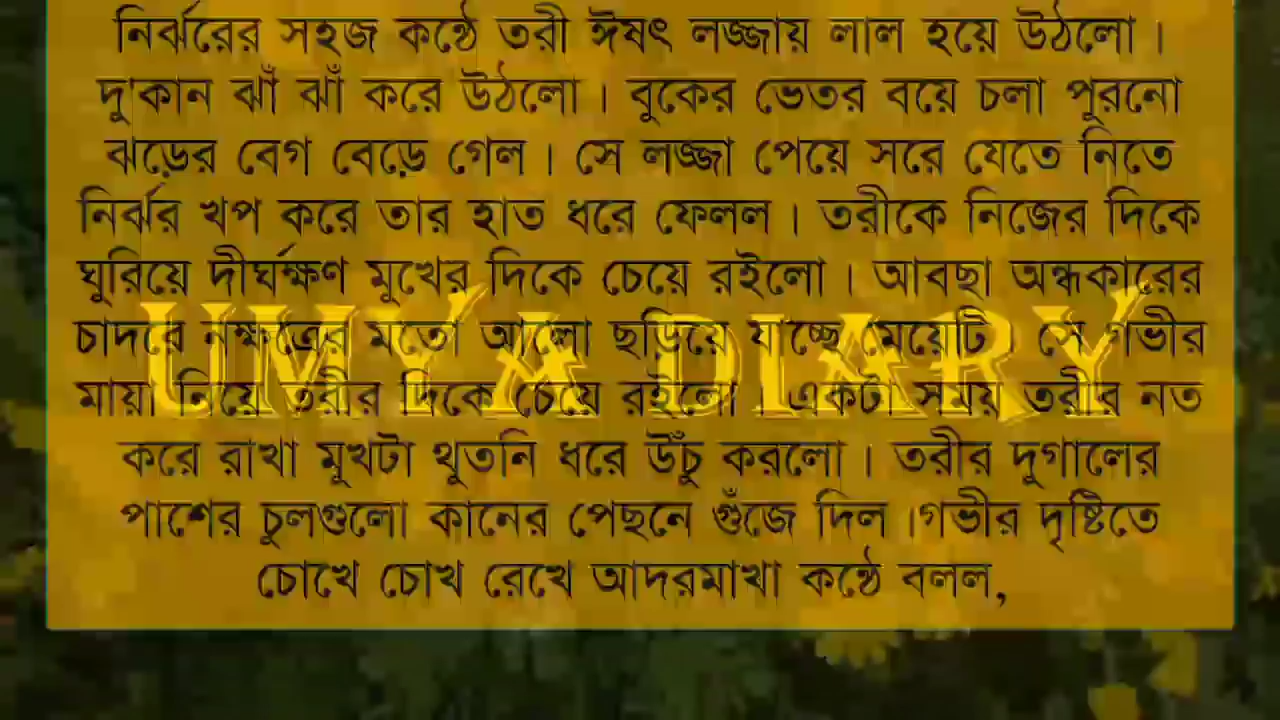 নির্ঝরের সহজ কন্ঠে তরী ঈষৎ লজ্জায় লাল হয়ে উঠলো।
দু'কান ঝাঁ ঝাঁ করে উঠলো। বুকের ভেতর বয়ে চলা পূরনো
ঝড়ের বেগ বেড়ে গেল। সে লজ্জা পেয়ে সরে যেতে নিতে
নির্ঝর খপ করে তার হাত ধরে ফেলল। তরীকে নিজের দিকে
ঘুরিয়ে দীর্ঘক্ষণ মুখের দিকে চেয়ে রইলো। আবছা অন্ধকারের
চাদরে নক্ষত্রের মতো আলো ছড়িয়ে যাচ্ছে মেয়েটি। সে গভীর
মায়া নিয়ে তরীর দিকে চেয়ে রইলো। একটা সময় তরীর নত
UMYA DIARY
করে রাখা মুখটা থুতনি ধরে উঁচু করলো। তরীর দুগালের
পাশের চুলগুলো কানের পেছনে গুঁজে দিল।গভীর দৃষ্টিতে
চোখে চোখ রেখে আদরমাখা কন্ঠে বলল,